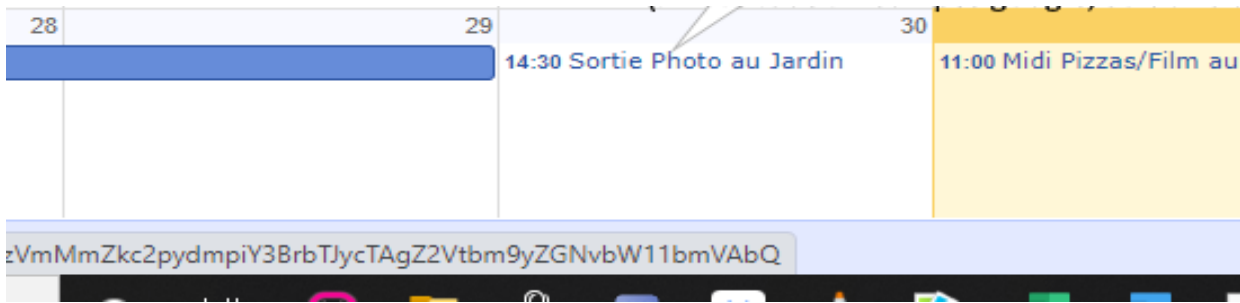 28
29
30
14:30 Sortie Photo au Jardin
11:00 Midi Pizzas/Film au
zVmMmZkc2pydmpiY3BrbTJycTAgZ2Vtbm9yZGNvbW11bmVAbQ